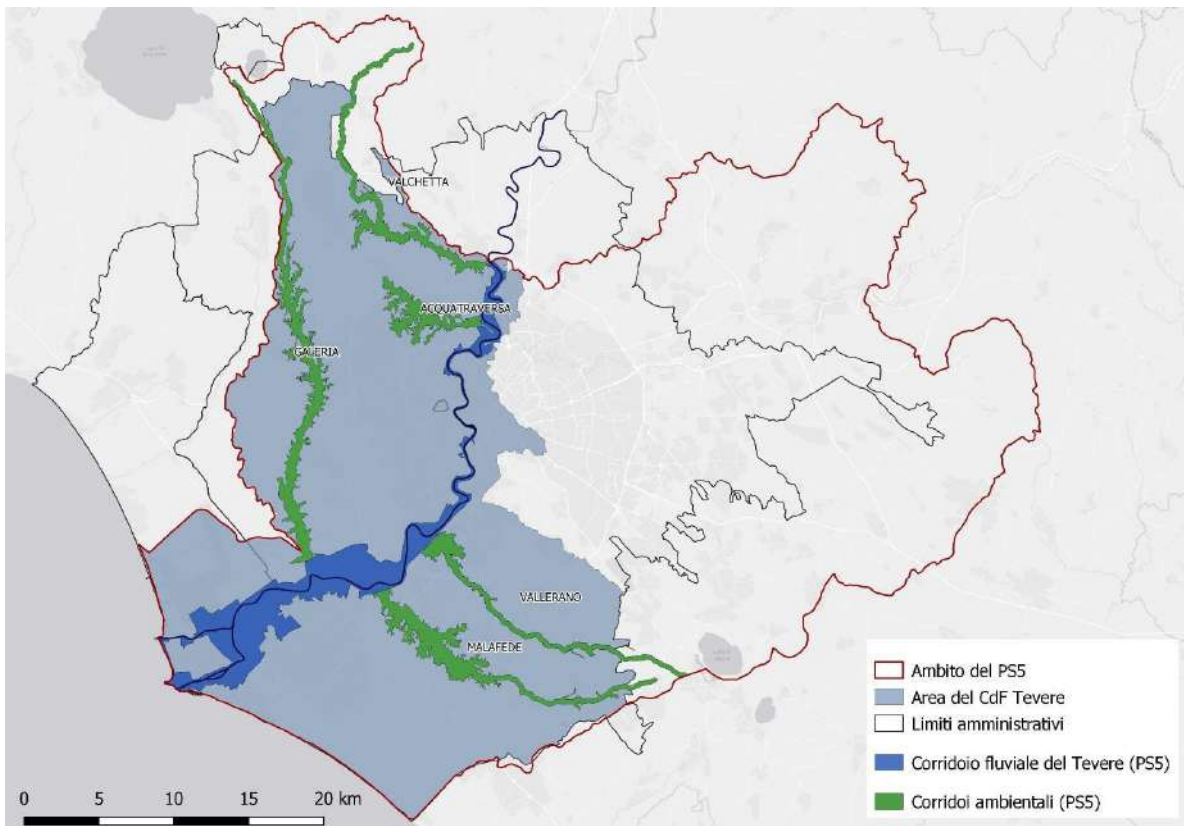 VALCHETTA
ACQUATRAVERSA
GALERIA
VALLERANO
MALAFEDE
Ambito del PS5
Area del CdF Tevere
Limiti amministrativi
Corridoio fluviale del Tevere (PS5)
Corridoi ambientali (PS5)
0 5 10 15 20 km